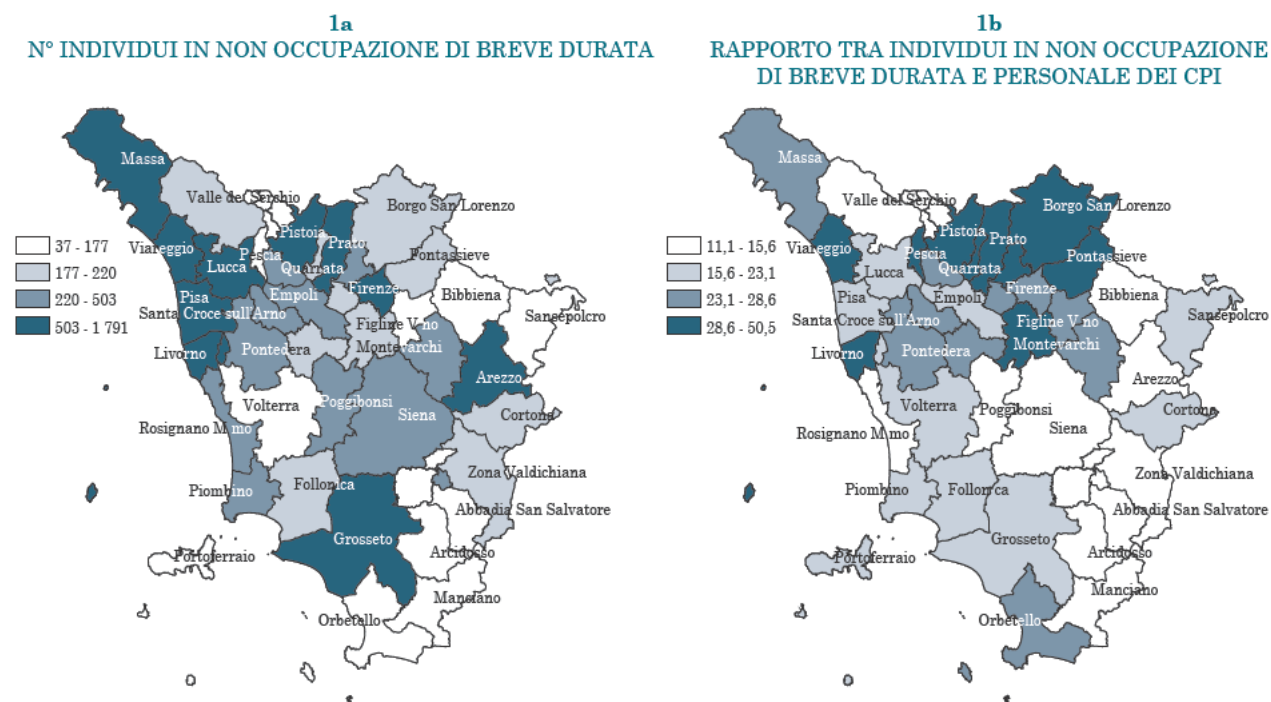 1a
N° INDIVIDUI IN NON OCCUPAZIONE DI BREVE DURATA
Massa
Valle del Serchio
Borgo San Lorenzo
Pistoia
Prato
Viareggio
Pescia
Pontassieve
Lucca
Quarrata
37 - 177
177 - 220
220 - 503
503 - 1 791
Firenze
Pisa
Empoli
Bibbiena
Santa Croce sull'Arno
Sansepolcro
Figline V.no
Livorno
Pontedera
Montevarchi
Arezzo
Volterra
Poggibonsi
Siena
Cortona
Rosignano M.mo
Zona Valdichiana
Piombino
Follonica
Abbadia San Salvatore
Grosseto
Arcidosso
Portoferraio
Manciano
Orbetello
1b
RAPPORTO TRA INDIVIDUI IN NON OCCUPAZIONE
DI BREVE DURATA E PERSONALE DEI CPI
Massa
Valle del Serchio
Borgo San Lorenzo
Pistoia
Prato
Viareggio
Pescia
Pontassieve
Lucca
Quarrata
11,1 - 15,6
15,6 - 23,1
23,1 - 28,6
28,6 - 50,5
Firenze
Pisa
Empoli
Bibbiena
Santa Croce sull'Arno
Sansepolcro
Figline V.no
Livorno
Pontedera
Montevarchi
Arezzo
Volterra
Poggibonsi
Siena
Cortona
Rosignano M.mo
Zona Valdichiana
Piombino
Follonica
Abbadia San Salvatore
Grosseto
Arcidosso
Portoferraio
Manciano
Orbetello